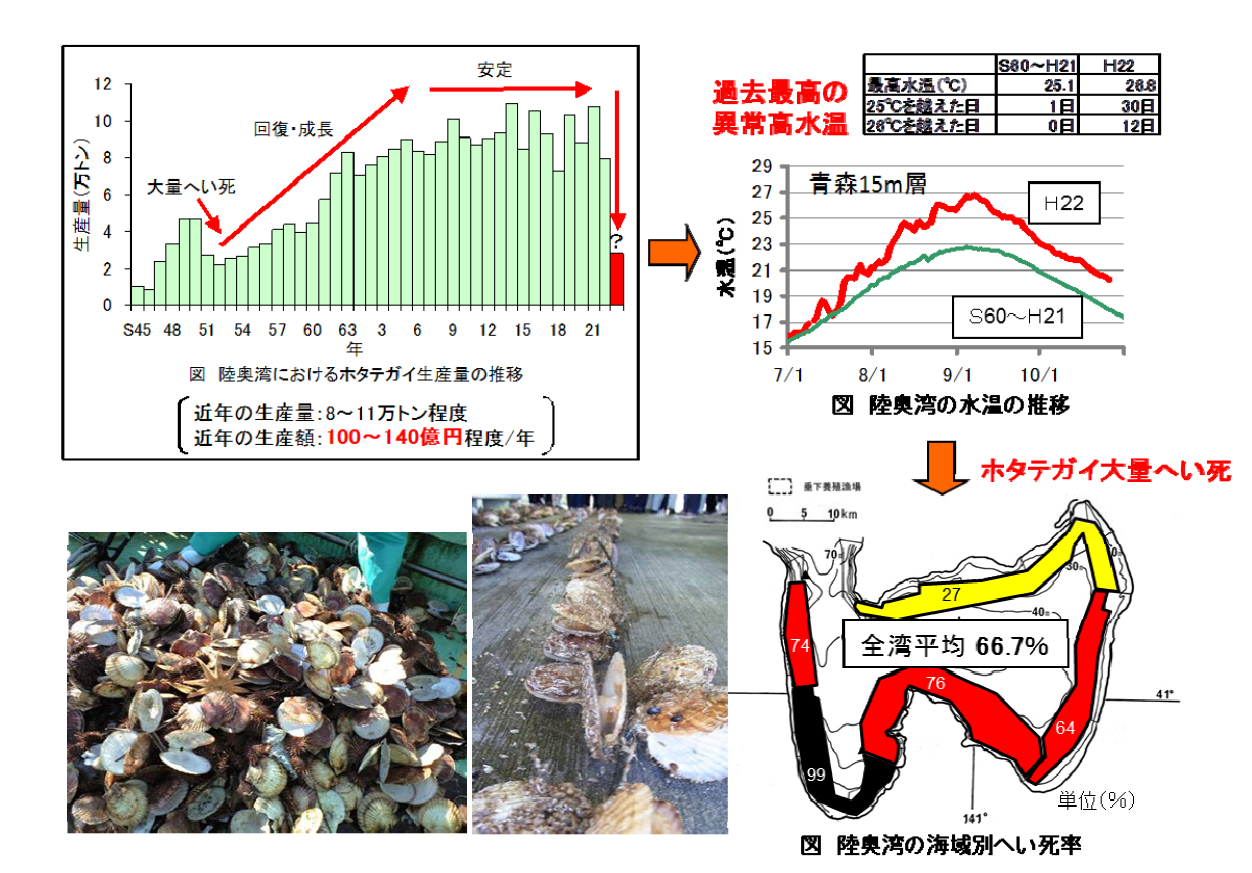 12
10
8
6
4
2
0
生産量(万トン)
大量へい死
回復・成長
安定
?
S45 48 51 54 57 60 63 3 6 9 12 15 18 21
年
図 陸奥湾におけるホタテガイ生産量の推移
近年の生産量:8～11万トン程度
近年の生産額:100～140億円程度/年
過去最高の
異常高水温
S60～H21 H22
最高水温(℃) 25.1 26.8
25℃を越えた日 1日 30日
26℃を越えた日 0日 12日
29
27
25
23
21
19
17
15
水温(℃)
青森15m層
H22
S60～H21
7/1 8/1 9/1 10/1
図 陸奥湾の水温の推移
ホタテガイ大量へい死
垂下養殖漁場
0 5 10km
70m
30m
27
40m
全湾平均 66.7%
74
76
41°
64
99
単位(%)
141°
図 陸奥湾の海域別へい死率